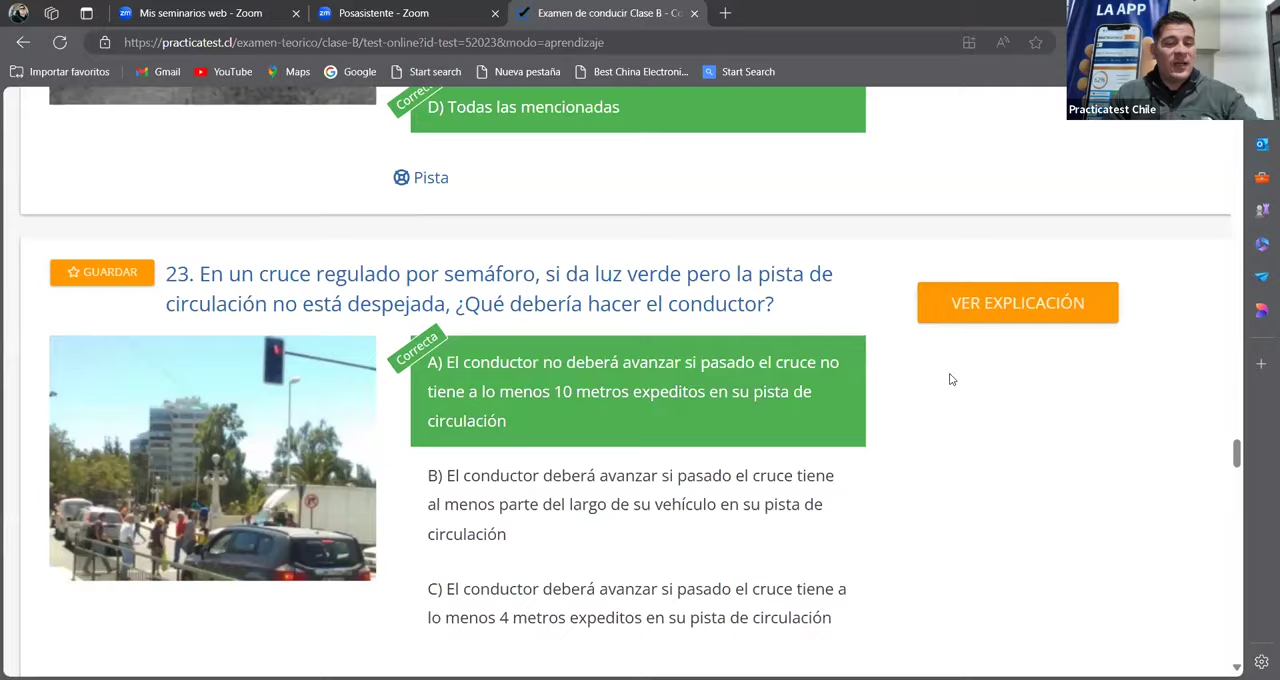 Mis seminarios web - Zoom
Posasistente - Zoom
Examen de conducir Clase B - Co
https://practicatest.cl/examen-teorico/clase-B/test-online?id-test=52023&modo=aprendizaje
Importar favoritos
Gmail
YouTube
Maps
Google
Start search
Nueva pestaña
Best China Electroni...
Start Search
LA APP
Practicatest Chile
Correcta
D) Todas las mencionadas
Pista
GUARDAR
23. En un cruce regulado por semáforo, si da luz verde pero la pista de
circulación no está despejada, ¿Qué debería hacer el conductor?
VER EXPLICACIÓN
Correcta
A) El conductor no deberá avanzar si pasado el cruce no
tiene a lo menos 10 metros expeditos en su pista de
circulación
B) El conductor deberá avanzar si pasado el cruce tiene
al menos parte del largo de su vehículo en su pista de
circulación
C) El conductor deberá avanzar si pasado el cruce tiene a
lo menos 4 metros expeditos en su pista de circulación